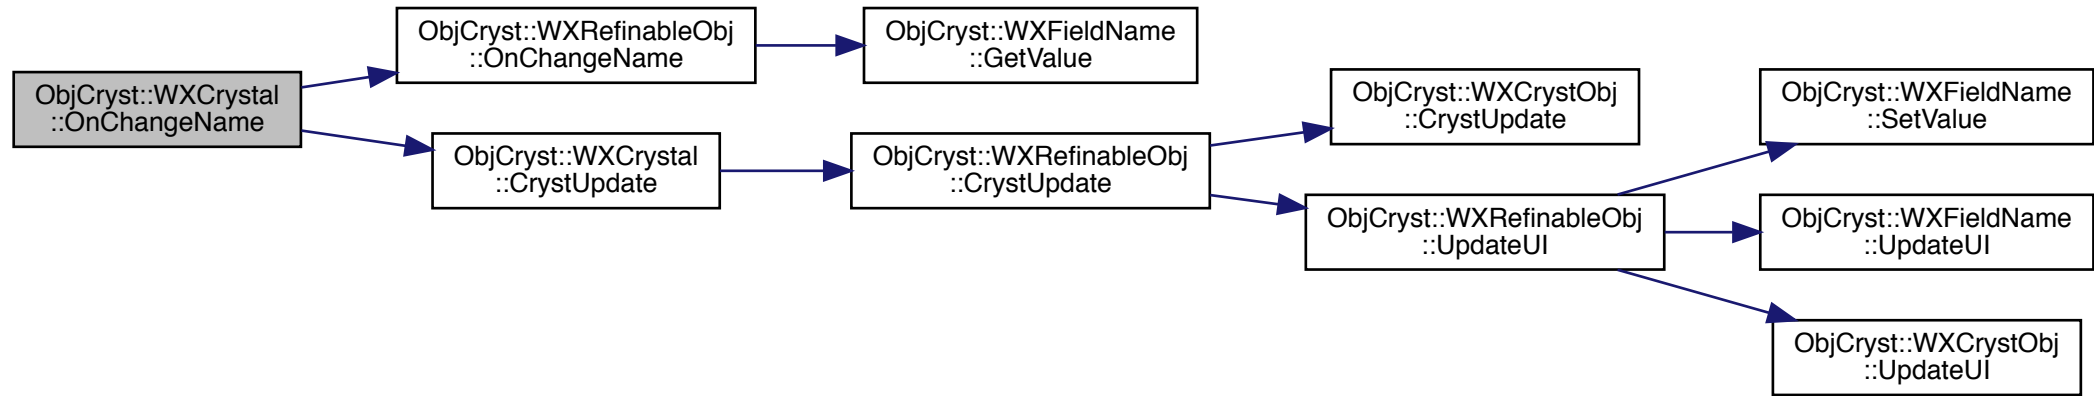 ObjCryst::WXCrystal
::OnChangeName
ObjCryst::WXRefinableObj
::OnChangeName
ObjCryst::WXFieldName
::GetValue
ObjCryst::WXCrystal
::CrystUpdate
ObjCryst::WXRefinableObj
::CrystUpdate
ObjCryst::WXCrystObj
::CrystUpdate
ObjCryst::WXRefinableObj
::UpdateUI
ObjCryst::WXFieldName
::SetValue
ObjCryst::WXFieldName
::UpdateUI
ObjCryst::WXCrystObj
::UpdateUI